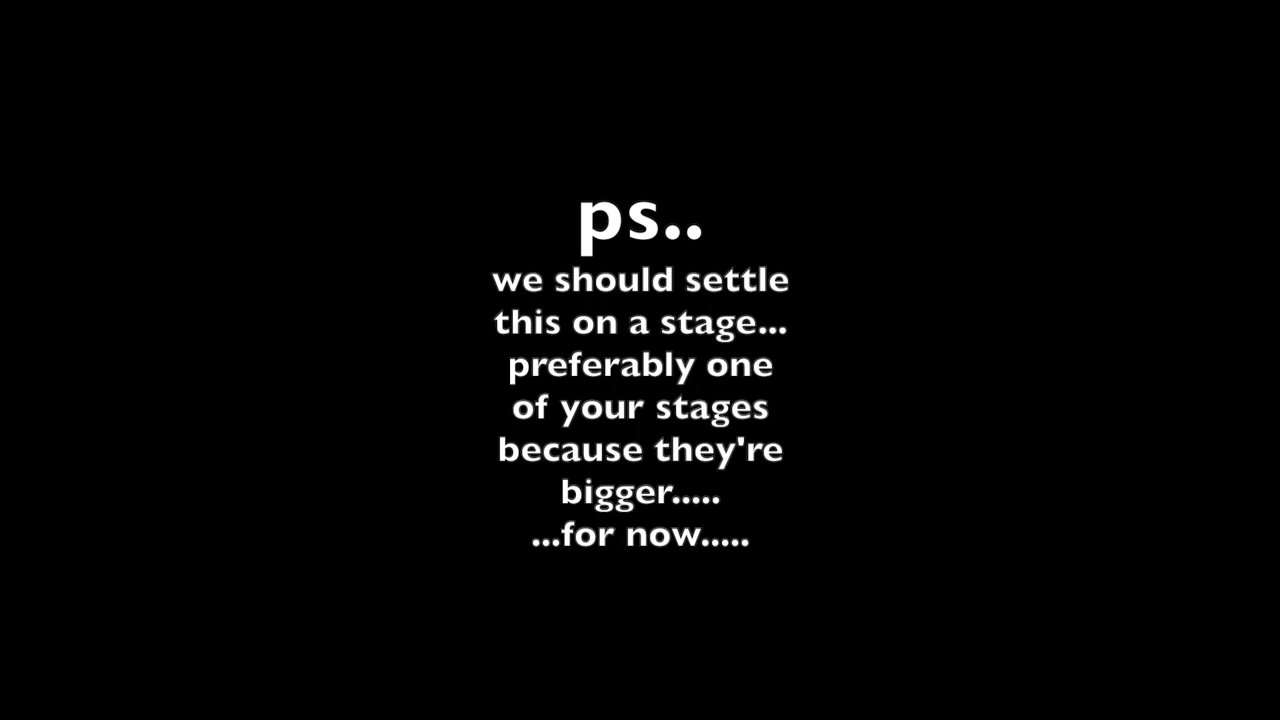 ps..
we should settle
this on a stage...
preferably one
of your stages
because they're
bigger.....
...for now.....